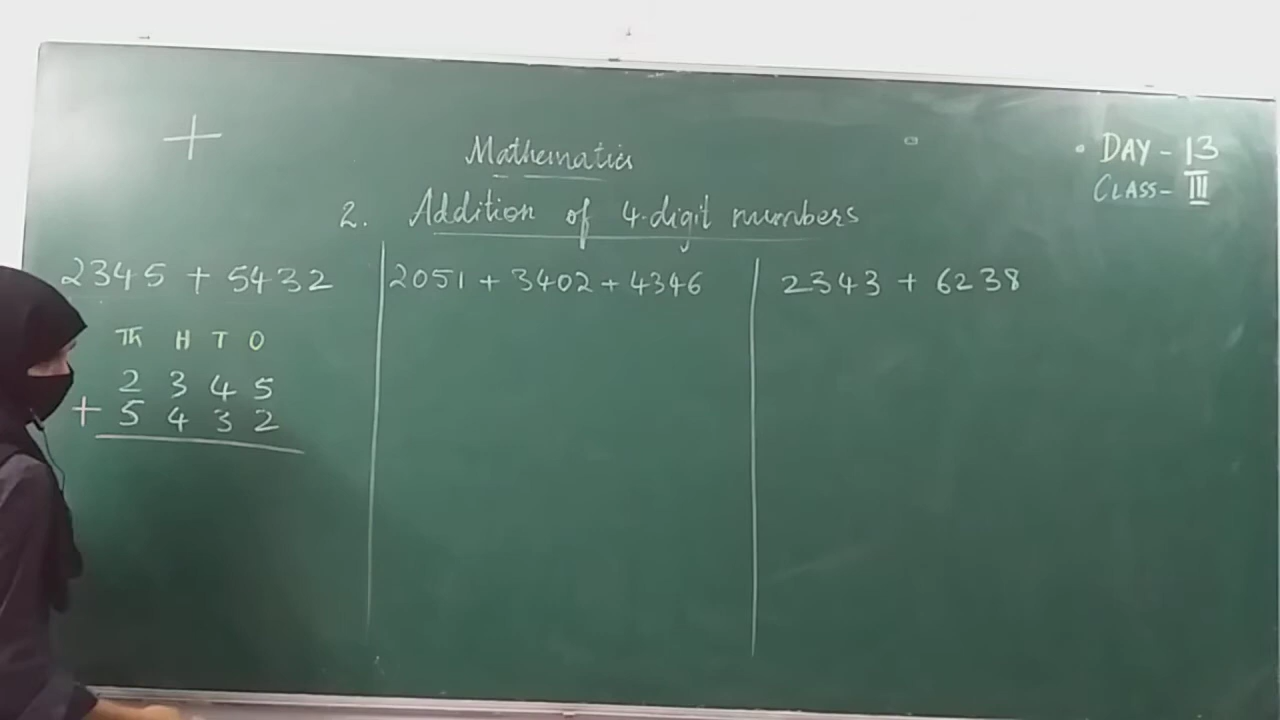 +
Mathematics
DAY - 13
CLASS - III
2. Addition of 4-digit numbers
2345 + 5432
Th H T O
2 3 4 5
+ 5 4 3 2
2051 + 3402 + 4346
2343 + 6238